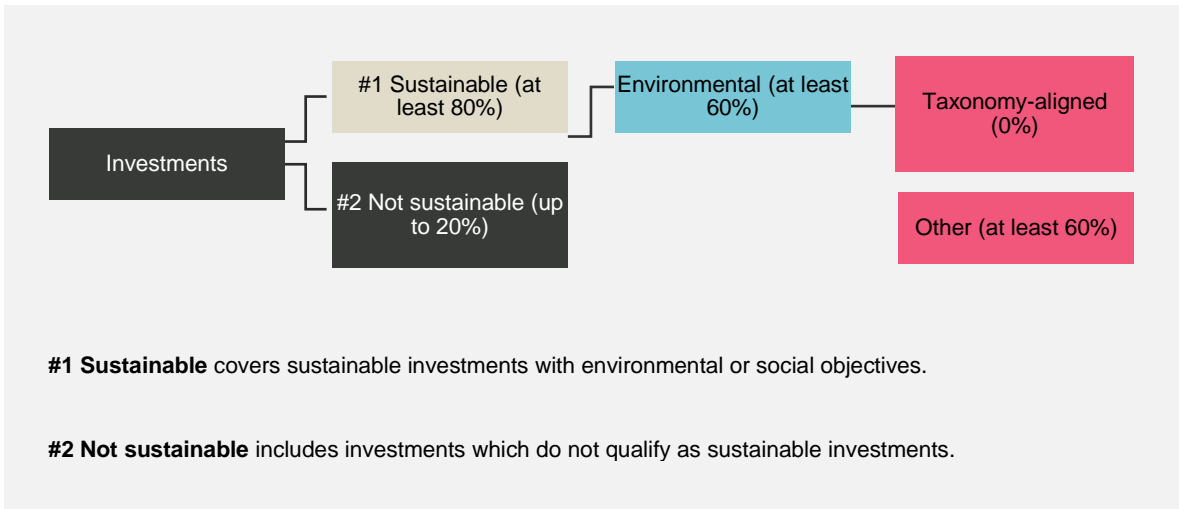 Investments
#1 Sustainable (at
least 80%)
#2 Not sustainable (up
to 20%)
Environmental (at least
60%)
Taxonomy-aligned
(0%)
Other (at least 60%)
#1 Sustainable covers sustainable investments with environmental or social objectives.
#2 Not sustainable includes investments which do not qualify as sustainable investments.